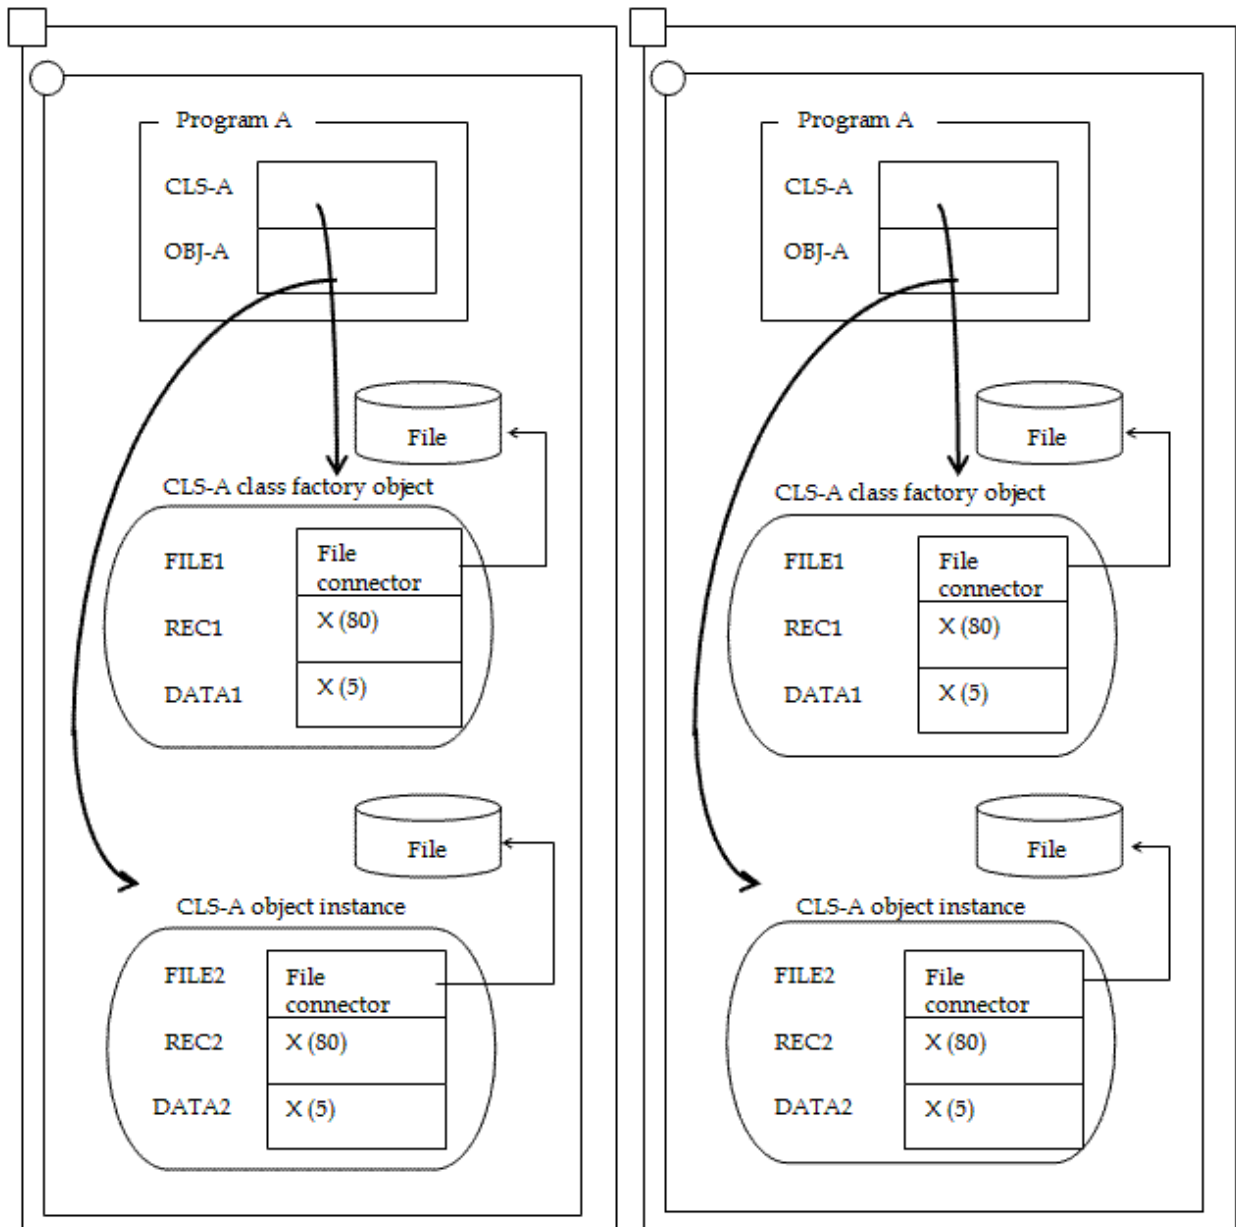 Program A
CLS-A
OBJ-A
File
CLS-A class factory object
FILE1
File
connector
REC1
X (80)
DATA1
X (5)
File
CLS-A object instance
FILE2
File
connector
REC2
X (80)
DATA2
X (5)
Program A
CLS-A
OBJ-A
File
CLS-A class factory object
FILE1
File
connector
REC1
X (80)
DATA1
X (5)
File
CLS-A object instance
FILE2
File
connector
REC2
X (80)
DATA2
X (5)